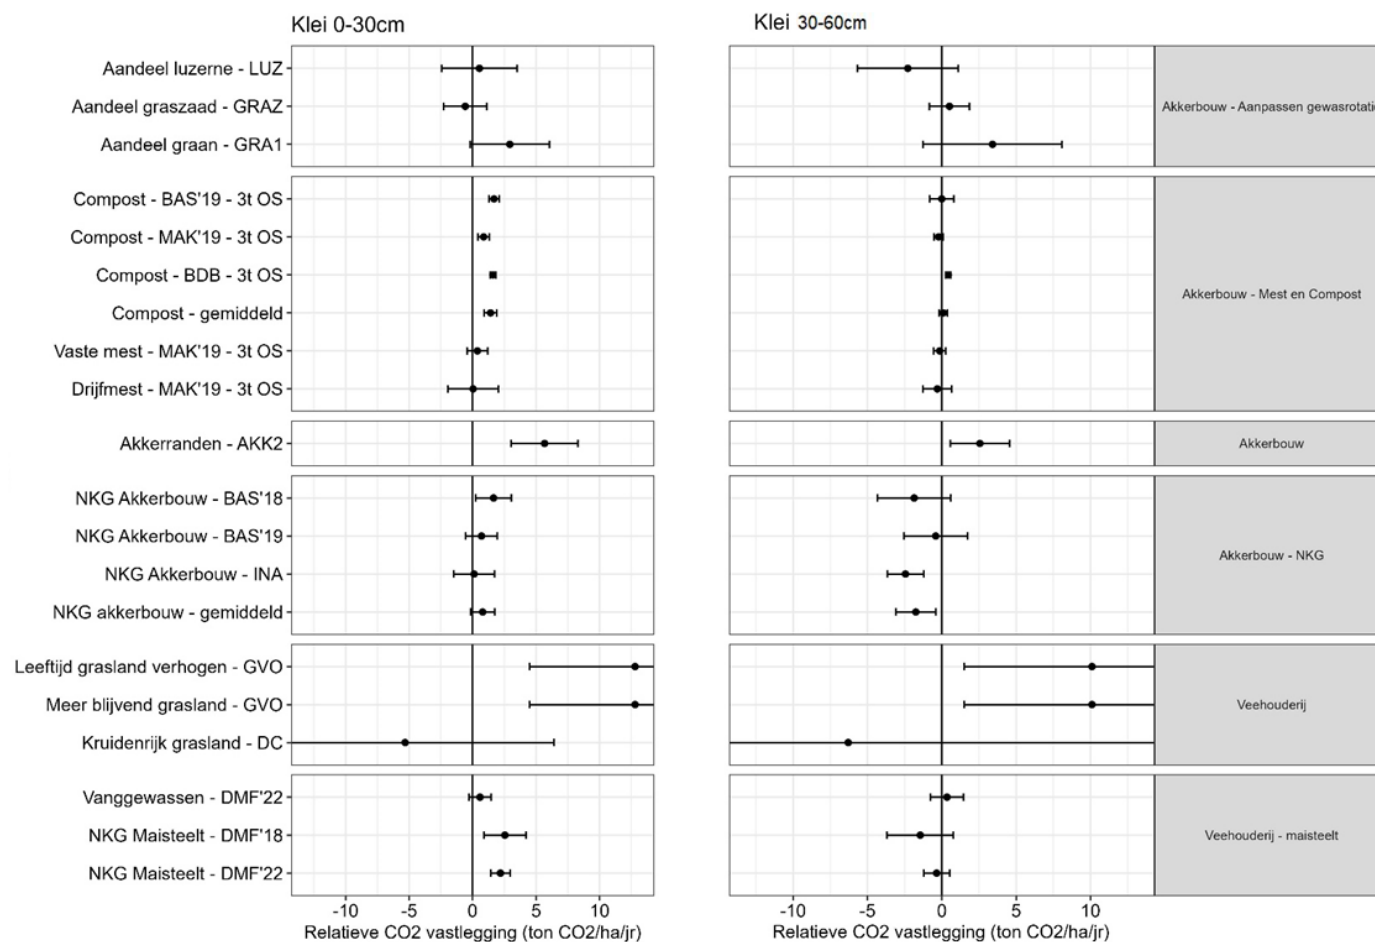 Klei 0-30cm
Klei 30-60cm
Aandeel luzerne - LUZ
Aandeel graszaad - GRAZ
Aandeel graan - GRA1
Akkerbouw - Aanpassen gewasrotatie
Compost - BAS'19 - 3t OS
Compost - MAK'19 - 3t OS
Compost - BDB - 3t OS
Compost - gemiddeld
Vaste mest - MAK'19 - 3t OS
Drijfmest - MAK'19 - 3t OS
Akkerbouw - Mest en Compost
Akkerranden - AKK2
Akkerbouw
NKG Akkerbouw - BAS'18
NKG Akkerbouw - BAS'19
NKG Akkerbouw - INA
NKG akkerbouw - gemiddeld
Akkerbouw - NKG
Leeftijd grasland verhogen - GVO
Meer blijvend grasland - GVO
Kruidenrijk grasland - DC
Veehouderij
Vanggewassen - DMF'22
NKG Maisteelt - DMF'18
NKG Maisteelt - DMF'22
Veehouderij - maisteelt
-10 -5 0 5 10
Relatieve CO2 vastlegging (ton CO2/ha/jr)
-10 -5 0 5 10
Relatieve CO2 vastlegging (ton CO2/ha/jr)